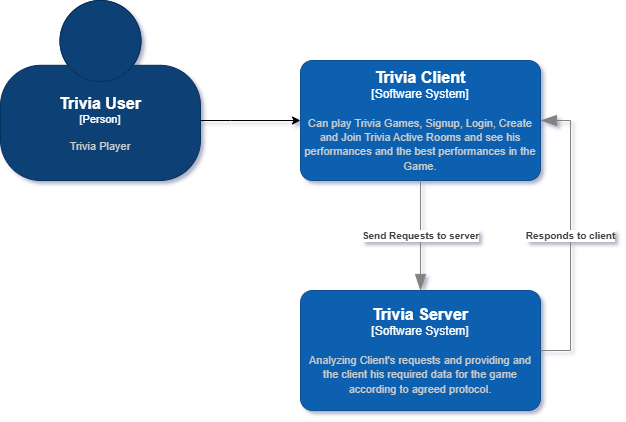 Trivia User
[Person]
Trivia Player
Trivia Client
[Software System]
Can play Trivia Games, Signup, Login, Create
and Join Trivia Active Rooms and see his
performances and the best performances in the
Game.
Send Requests to server
Responds to client
Trivia Server
[Software System]
Analyzing Client's requests and providing and
the client his required data for the game
according to agreed protocol.